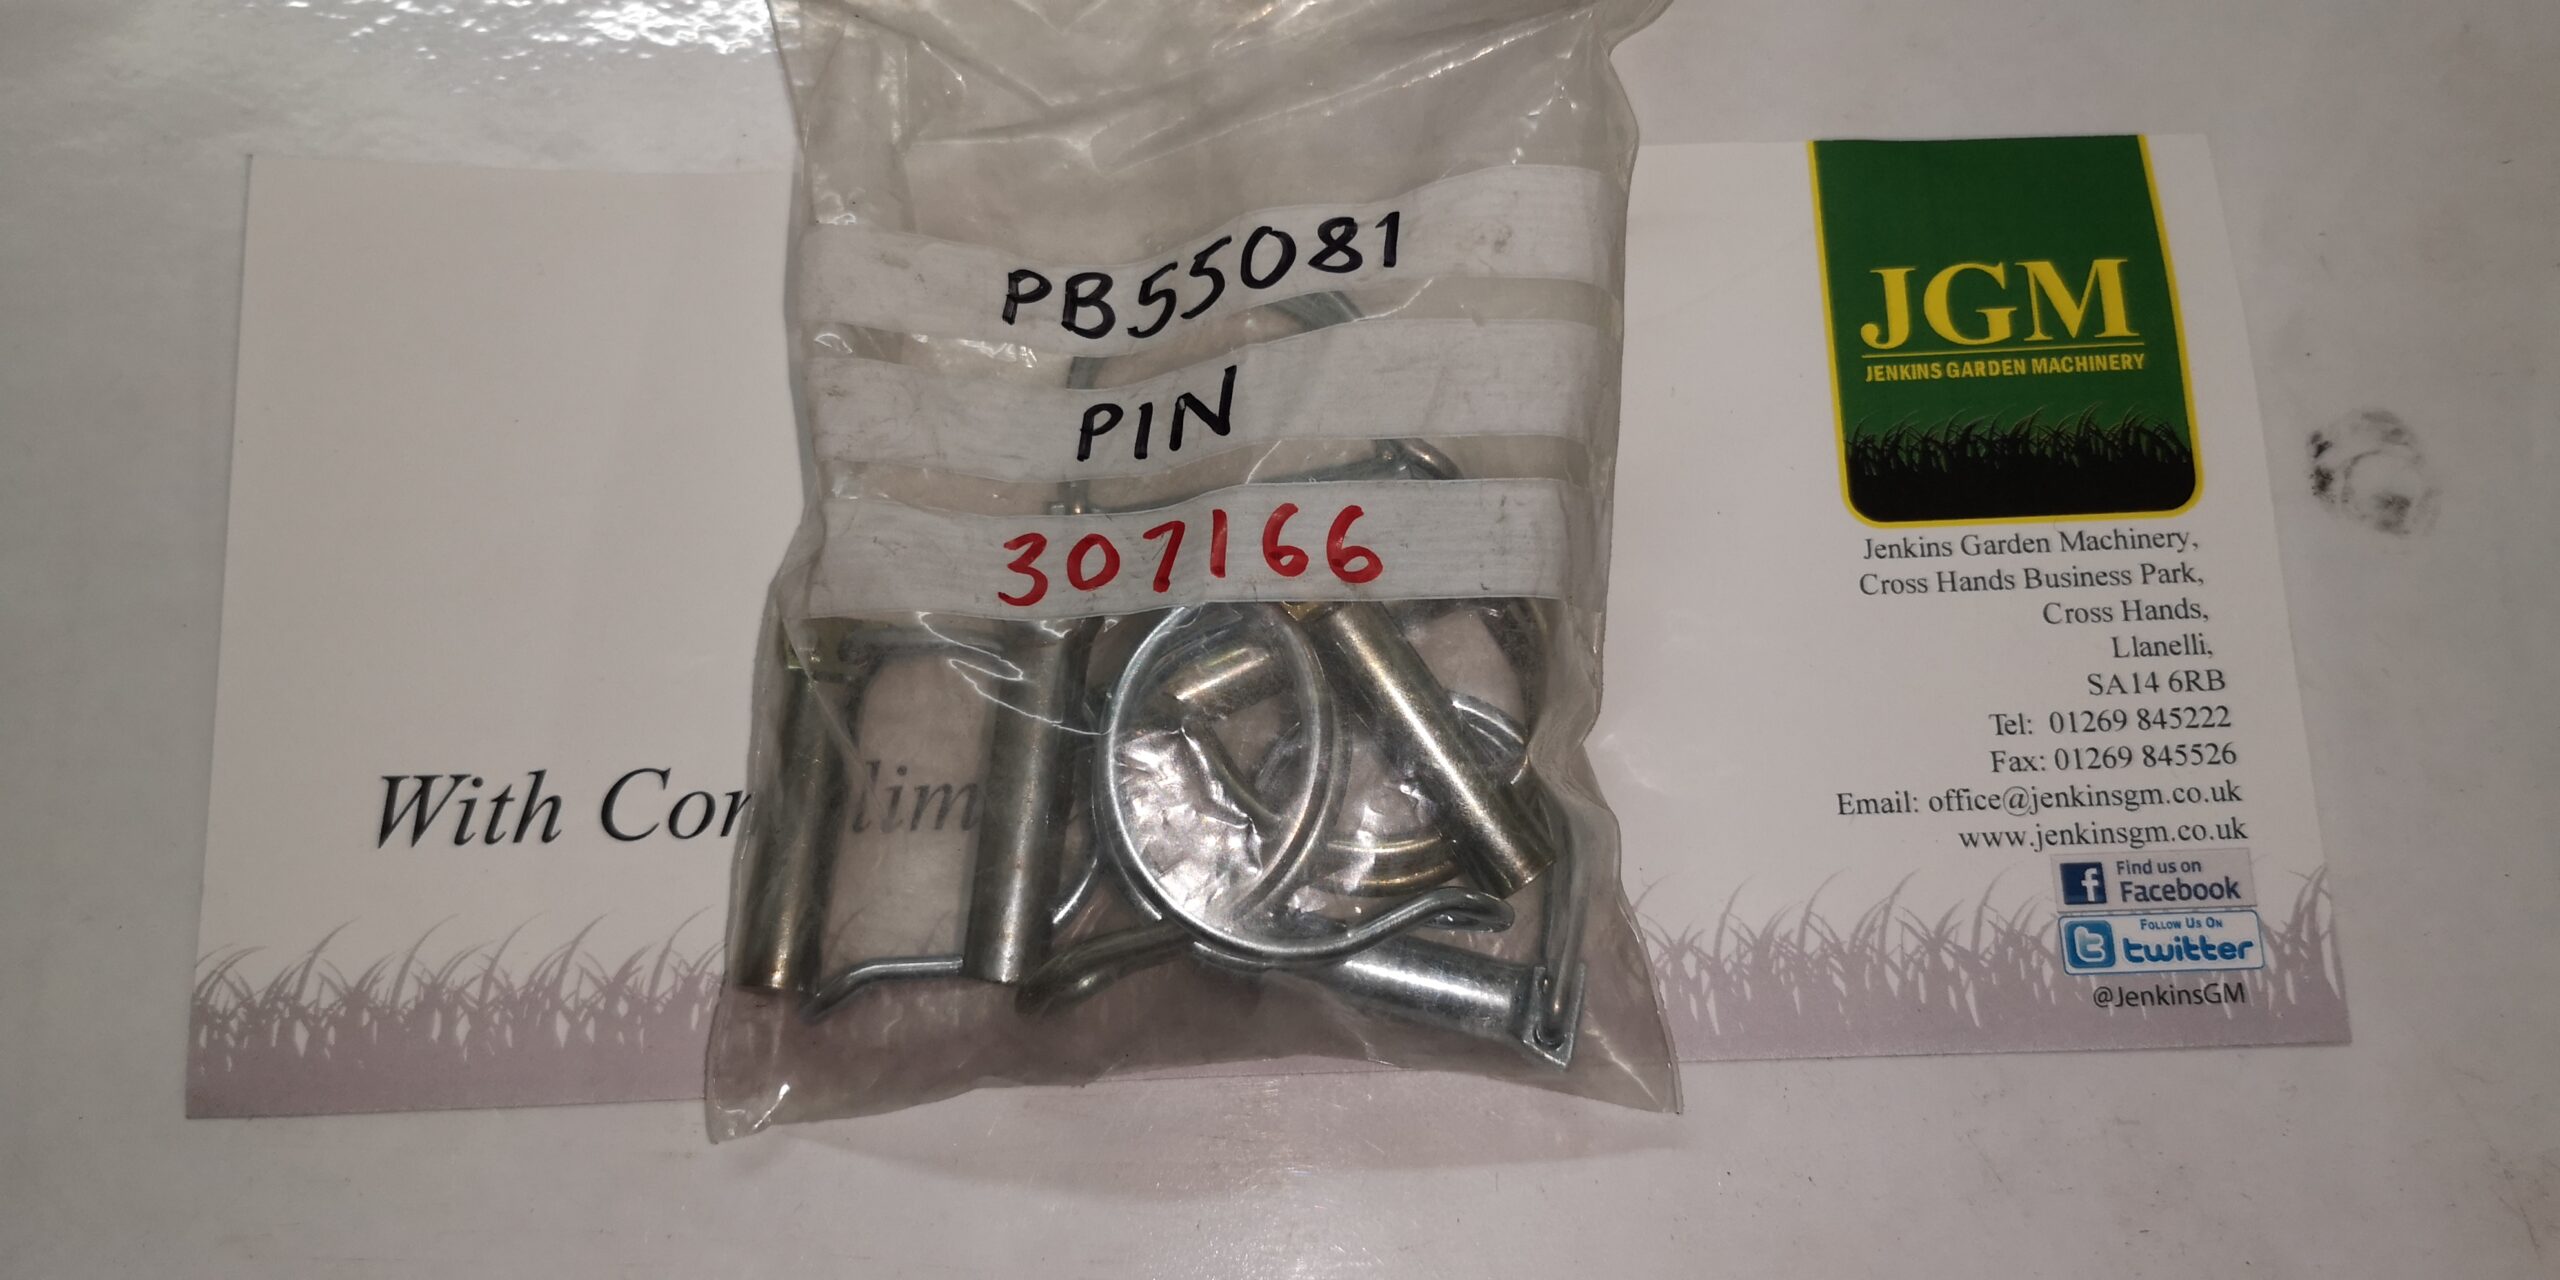 PB55081
PIN
307166
With Com lim
JGM
JENKINS GARDEN MACHINERY
Jenkins Garden Machinery,
Cross Hands Business Park,
Cross Hands,
Llanelli,
SA14 6RB
Tel: 01269 845222
Fax: 01269 845526
Email: office@jenkinsgm.co.uk
www.jenkinsgm.co.uk
f Find us on
Facebook
FOLLOW US ON
t twitter
@JenkinsGM